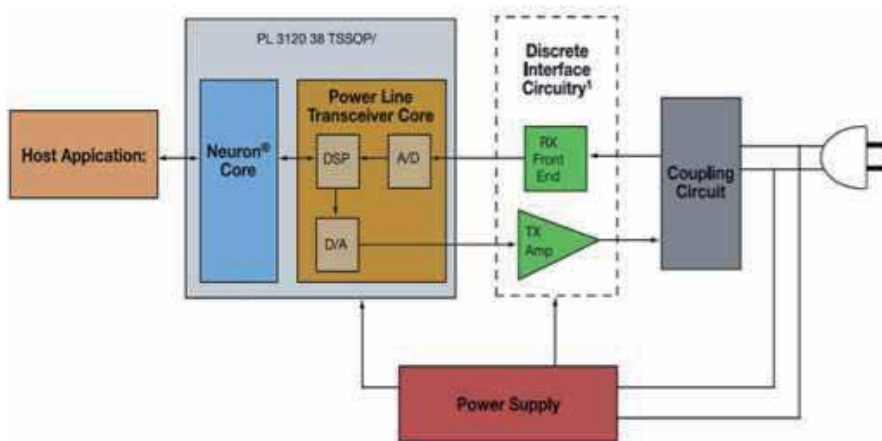 PL 3120 38 TSSOP/
Discrete
Interface
Circuitry¹
Power Line
Transceiver Core
Host Appication:
Neuron®
Core
DSP
A/D
RX
Front
End
Coupling
Circuit
D/A
TX
Amp
Power Supply